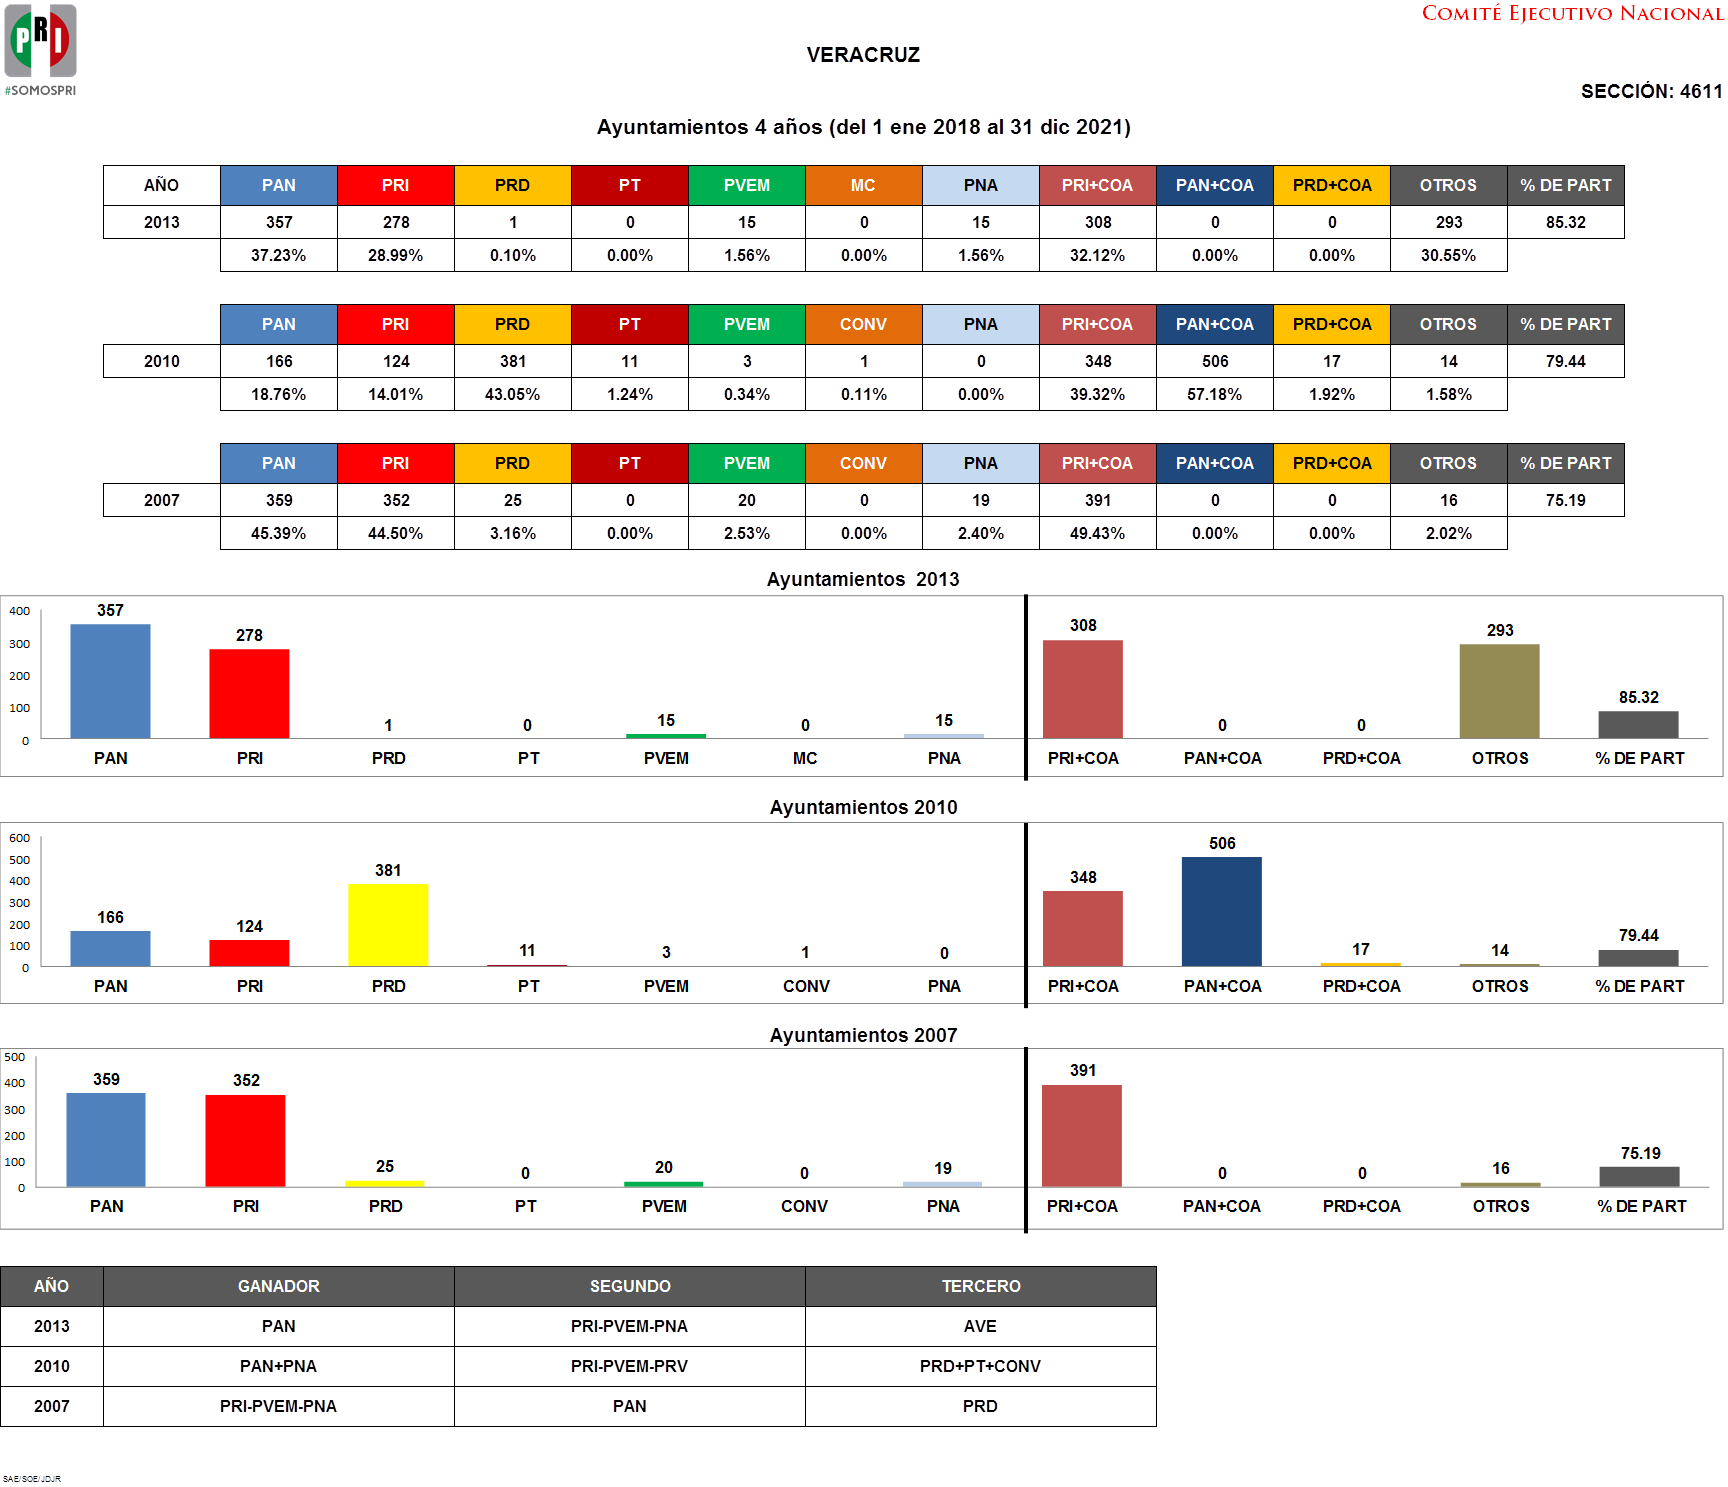 PRI
#SOMOSPRI
COMITÉ EJECUTIVO NACIONAL
VERACRUZ
SECCIÓN: 4611
Ayuntamientos 4 años (del 1 ene 2018 al 31 dic 2021)
AÑO PAN PRI PRD PT PVEM MC PNA PRI+COA PAN+COA PRD+COA OTROS % DE PART
2013 357 278 1 0 15 0 15 308 0 0 293 85.32
37.23% 28.99% 0.10% 0.00% 1.56% 0.00% 1.56% 32.12% 0.00% 0.00% 30.55%
PAN PRI PRD PT PVEM CONV PNA PRI+COA PAN+COA PRD+COA OTROS % DE PART
2010 166 124 381 11 3 1 0 348 506 17 14 79.44
18.76% 14.01% 43.05% 1.24% 0.34% 0.11% 0.00% 39.32% 57.18% 1.92% 1.58%
PAN PRI PRD PT PVEM CONV PNA PRI+COA PAN+COA PRD+COA OTROS % DE PART
2007 359 352 25 0 20 0 19 391 0 0 16 75.19
45.39% 44.50% 3.16% 0.00% 2.53% 0.00% 2.40% 49.43% 0.00% 0.00% 2.02%
Ayuntamientos 2013
400
300
200
100
0
357 278 1 0 15 0 15 308 0 0 293 85.32
PAN PRI PRD PT PVEM MC PNA PRI+COA PAN+COA PRD+COA OTROS % DE PART
Ayuntamientos 2010
600
500
400
300
200
100
0
166 124 381 11 3 1 0 348 506 17 14 79.44
PAN PRI PRD PT PVEM CONV PNA PRI+COA PAN+COA PRD+COA OTROS % DE PART
Ayuntamientos 2007
500
400
300
200
100
0
359 352 25 0 20 0 19 391 0 0 16 75.19
PAN PRI PRD PT PVEM CONV PNA PRI+COA PAN+COA PRD+COA OTROS % DE PART
AÑO GANADOR SEGUNDO TERCERO
2013 PAN PRI-PVEM-PNA AVE
2010 PAN+PNA PRI-PVEM-PRV PRD+PT+CONV
2007 PRI-PVEM-PNA PAN PRD
SAE/SOE/JDJR